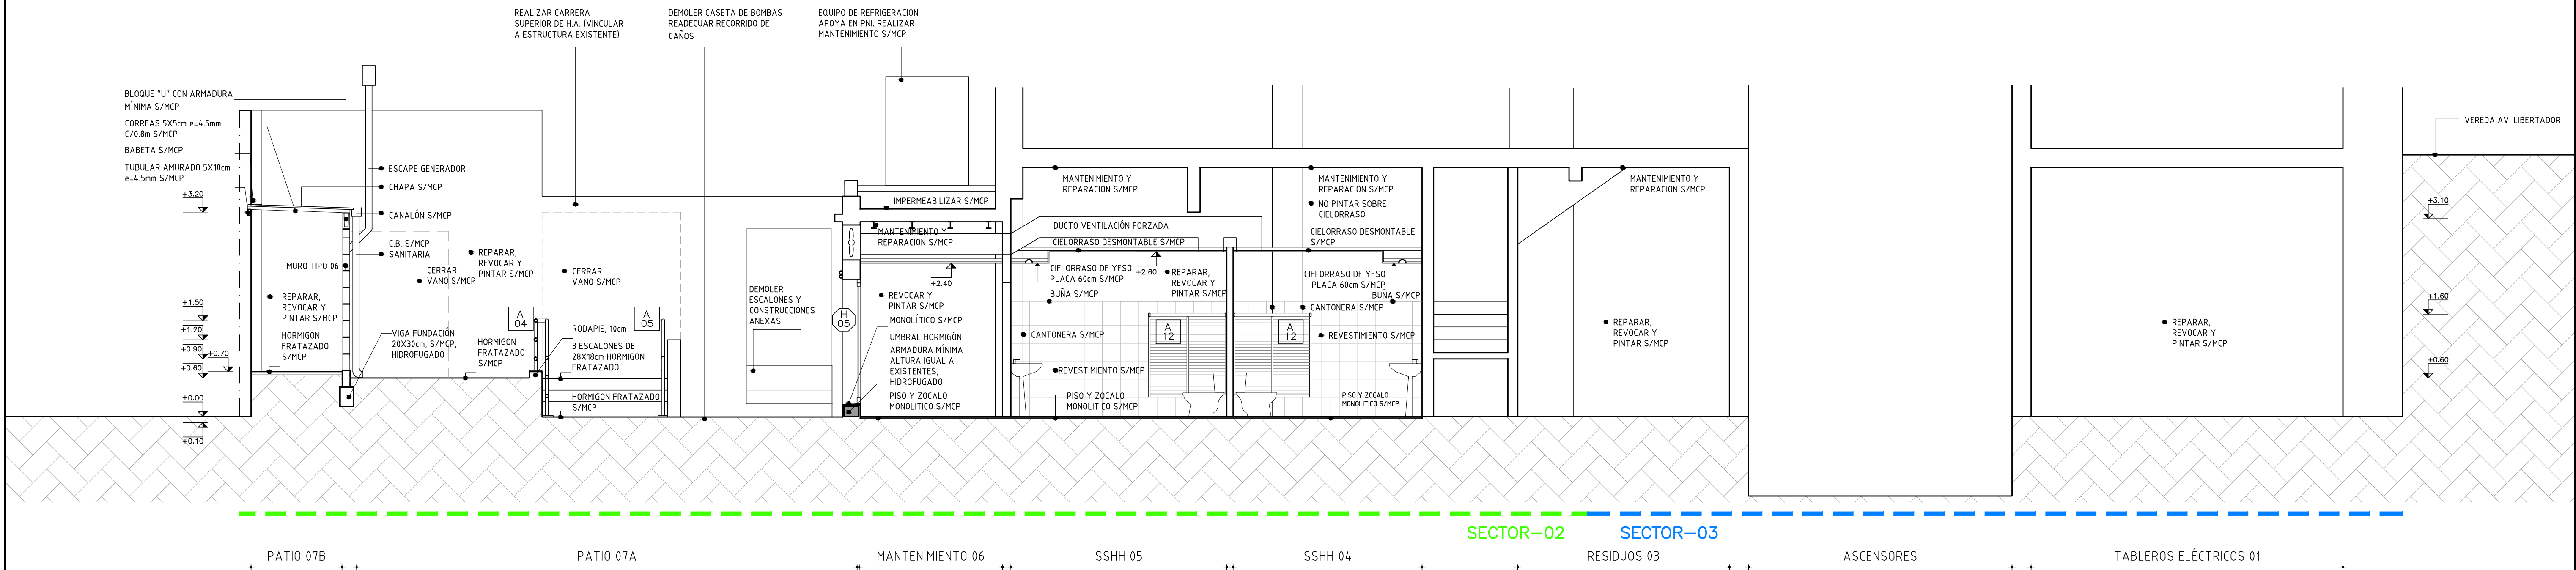 REALIZAR CARRERA
SUPERIOR DE H.A. (VINCULAR
A ESTRUCTURA EXISTENTE)
DEMOLER CASETA DE BOMBAS
READECUAR RECORRIDO DE
CAÑOS
EQUIPO DE REFRIGERACION
APOYA EN PNI. REALIZAR
MANTENIMIENTO S/MCP
BLOQUE "U" CON ARMADURA
MÍNIMA S/MCP
CORREAS 5X5cm e=4.5mm
C/0.8m S/MCP
BABETA S/MCP
TUBULAR AMURADO 5X10cm
e=4.5mm S/MCP
+3.20
+1.50
+1.20
+0.90
+0.70
+0.60
±0.00
+0.10
ESCAPE GENERADOR
CHAPA S/MCP
CANALÓN S/MCP
C.B. S/MCP
SANITARIA
MURO TIPO 06
CERRAR
VANO S/MCP
REPARAR,
REVOCAR Y
PINTAR S/MCP
REPARAR,
REVOCAR Y
PINTAR S/MCP
HORMIGON
FRATAZADO
S/MCP
VIGA FUNDACIÓN
20X30cm, S/MCP,
HIDROFUGADO
HORMIGON
FRATAZADO
S/MCP
A
04
CERRAR
VANO S/MCP
A
05
RODAPIE, 10cm
3 ESCALONES DE
28X18cm HORMIGON
FRATAZADO
HORMIGON FRATAZADO
S/MCP
DEMOLER
ESCALONES Y
CONSTRUCCIONES
ANEXAS
H
05
IMPERMEABILIZAR S/MCP
MANTENIMIENTO Y
REPARACION S/MCP
+2.40
REVOCAR Y
PINTAR S/MCP
MONOLÍTICO S/MCP
UMBRAL HORMIGÓN
ARMADURA MÍNIMA
ALTURA IGUAL A
EXISTENTES,
HIDROFUGADO
PISO Y ZOCALO
MONOLITICO S/MCP
MANTENIMIENTO Y
REPARACION S/MCP
DUCTO VENTILACIÓN FORZADA
CIELORRASO DESMONTABLE S/MCP
CIELORRASO DE YESO
PLACA 60cm S/MCP
BUÑA S/MCP
+2.60
REPARAR,
REVOCAR Y
PINTAR S/MCP
CANTONERA S/MCP
REVESTIMIENTO S/MCP
PISO Y ZOCALO
MONOLITICO S/MCP
A
12
MANTENIMIENTO Y
REPARACION S/MCP
NO PINTAR SOBRE
CIELORRASO
CIELORRASO DESMONTABLE
S/MCP
CIELORRASO DE YESO
PLACA 60cm S/MCP
BUÑA S/MCP
CANTONERA S/MCP
A
12
REVESTIMIENTO S/MCP
PISO Y ZOCALO
MONOLITICO S/MCP
MANTENIMIENTO Y
REPARACION S/MCP
REPARAR,
REVOCAR Y
PINTAR S/MCP
REPARAR,
REVOCAR Y
PINTAR S/MCP
VEREDA AV. LIBERTADOR
+3.10
+1.60
+0.60
SECTOR-02
SECTOR-03
PATIO 07B
PATIO 07A
MANTENIMIENTO 06
SSHH 05
SSHH 04
RESIDUOS 03
ASCENSORES
TABLEROS ELÉCTRICOS 01